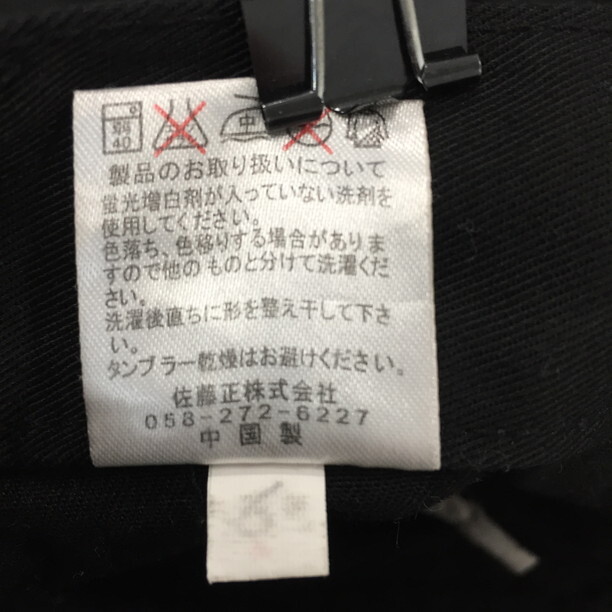 弱
40
中
製品のお取り扱いについて
蛍光増白剤が入っていない洗剤を
使用してください。
色落ち、色移りする場合がありま
すので他のものと分けて洗濯くだ
さい。
洗濯後直ちに形を整え干して下さ
い。
タンブラー乾燥はお避けください。
佐藤正株式会社
058-272-6227
中国製